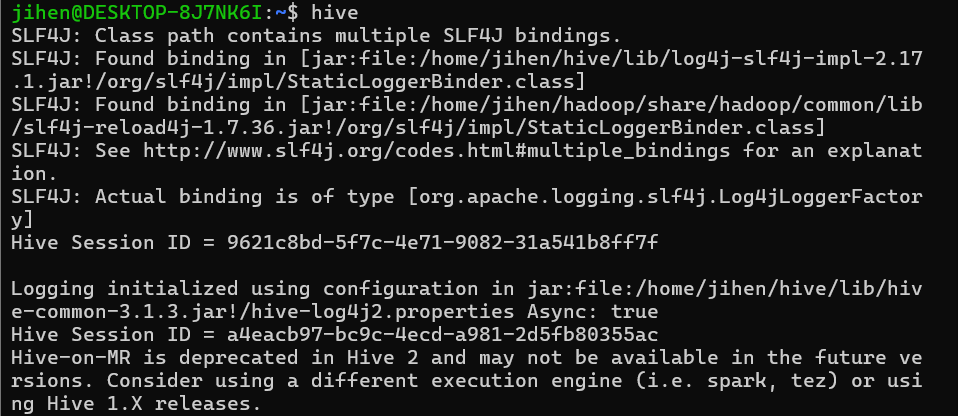 jihen@DESKTOP-8J7NK6I:~$ hive
SLF4J: Class path contains multiple SLF4J bindings.
SLF4J: Found binding in [jar:file:/home/jihen/hive/lib/log4j-slf4j-impl-2.17
.1.jar!/org/slf4j/impl/StaticLoggerBinder.class]
SLF4J: Found binding in [jar:file:/home/jihen/hadoop/share/hadoop/common/lib
/slf4j-reload4j-1.7.36.jar!/org/slf4j/impl/StaticLoggerBinder.class]
SLF4J: See http://www.slf4j.org/codes.html#multiple_bindings for an explanat
ion.
SLF4J: Actual binding is of type [org.apache.logging.slf4j.Log4jLoggerFactor
y]
Hive Session ID = 9621c8bd-5f7c-4e71-9082-31a541b8ff7f
Logging initialized using configuration in jar:file:/home/jihen/hive/lib/hiv
e-common-3.1.3.jar!/hive-log4j2.properties Async: true
Hive Session ID = a4eacb97-bc9c-4ecd-a981-2d5fb80355ac
Hive-on-MR is deprecated in Hive 2 and may not be available in the future ve
rsions. Consider using a different execution engine (i.e. spark, tez) or usi
ng Hive 1.X releases.